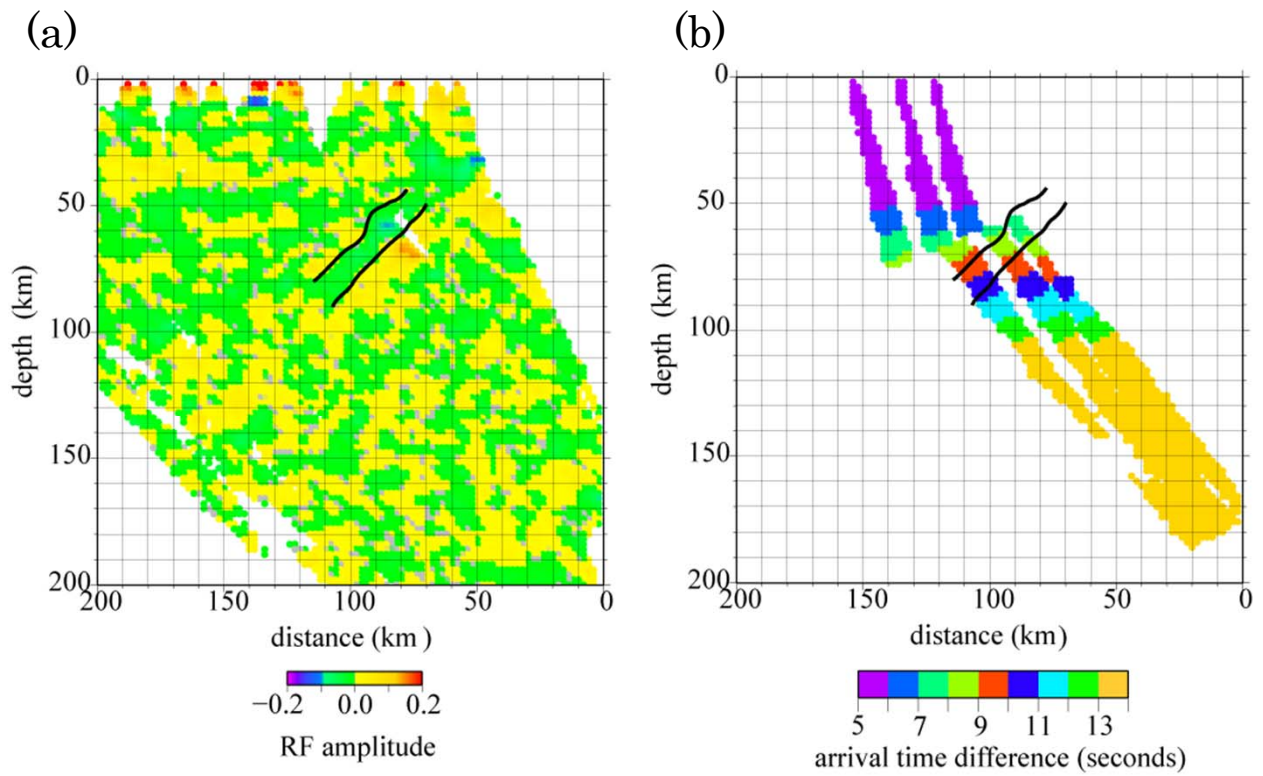 (a)
(b)
0
50
100
150
200
depth (km)
200 150 100 50 0
distance (km)
−0.2 0.0 0.2
RF amplitude
0
50
100
150
200
depth (km)
200 150 100 50 0
distance (km)
5 7 9 11 13
arrival time difference (seconds)